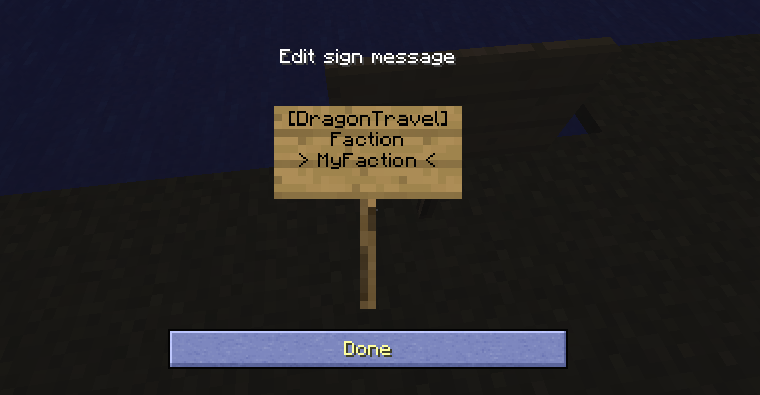 Edit sign message
[DragonTravel]
Faction
> MyFaction <
Done